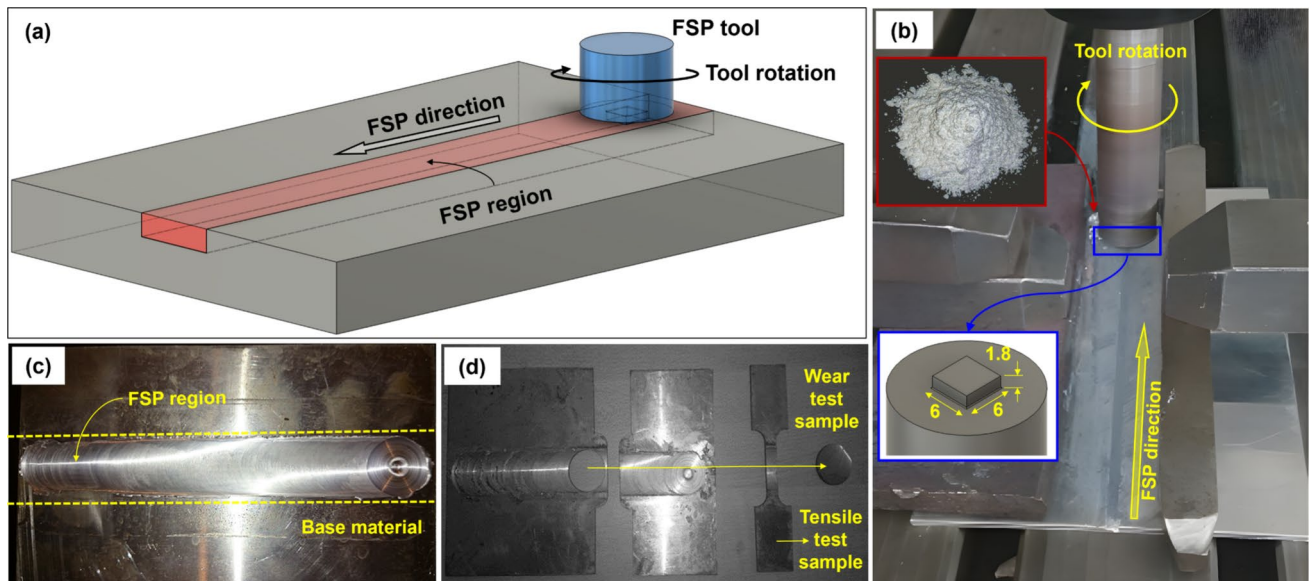 (a)
FSP tool
Tool rotation
FSP direction
FSP region
(b)
Tool rotation
1.8
6
6
FSP direction
(c)
FSP region
Base material
(d)
Wear
test
sample
Tensile
test
sample